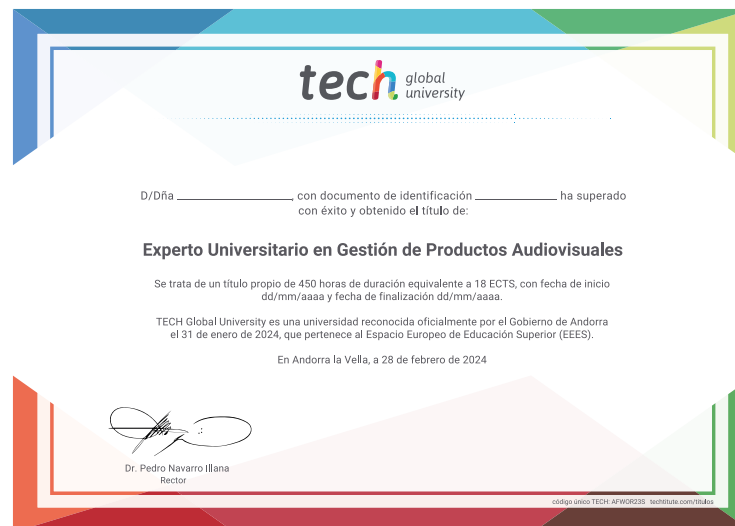 tech global
university
D/Dña ____________, con documento de identificación ____________ ha superado
con éxito y obtenido el título de:
Experto Universitario en Gestión de Productos Audiovisuales
Se trata de un título propio de 450 horas de duración equivalente a 18 ECTS, con fecha de inicio
dd/mm/aaaa y fecha de finalización dd/mm/aaaa.
TECH Global University es una universidad reconocida oficialmente por el Gobierno de Andorra
el 31 de enero de 2024, que pertenece al Espacio Europeo de Educación Superior (EEES).
En Andorra la Vella, a 28 de febrero de 2024
Dr. Pedro Navarro Illana
Rector
código único TECH: AFWOR23S techtitute.com/titulos